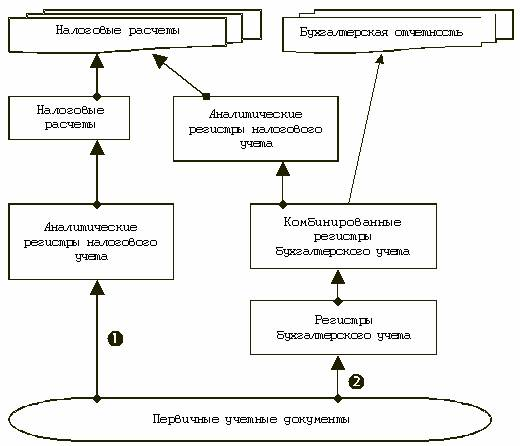 Налоговые расчеты
Бухгалтерская отчетность
Налоговые
расчеты
Аналитические
регистры налогового
учета
Аналитические
регистры налогового
учета
Комбинированные
регистры
бухгалтерского учета
Регистры
бухгалтерского учета
1
2
Первичные учетные документы